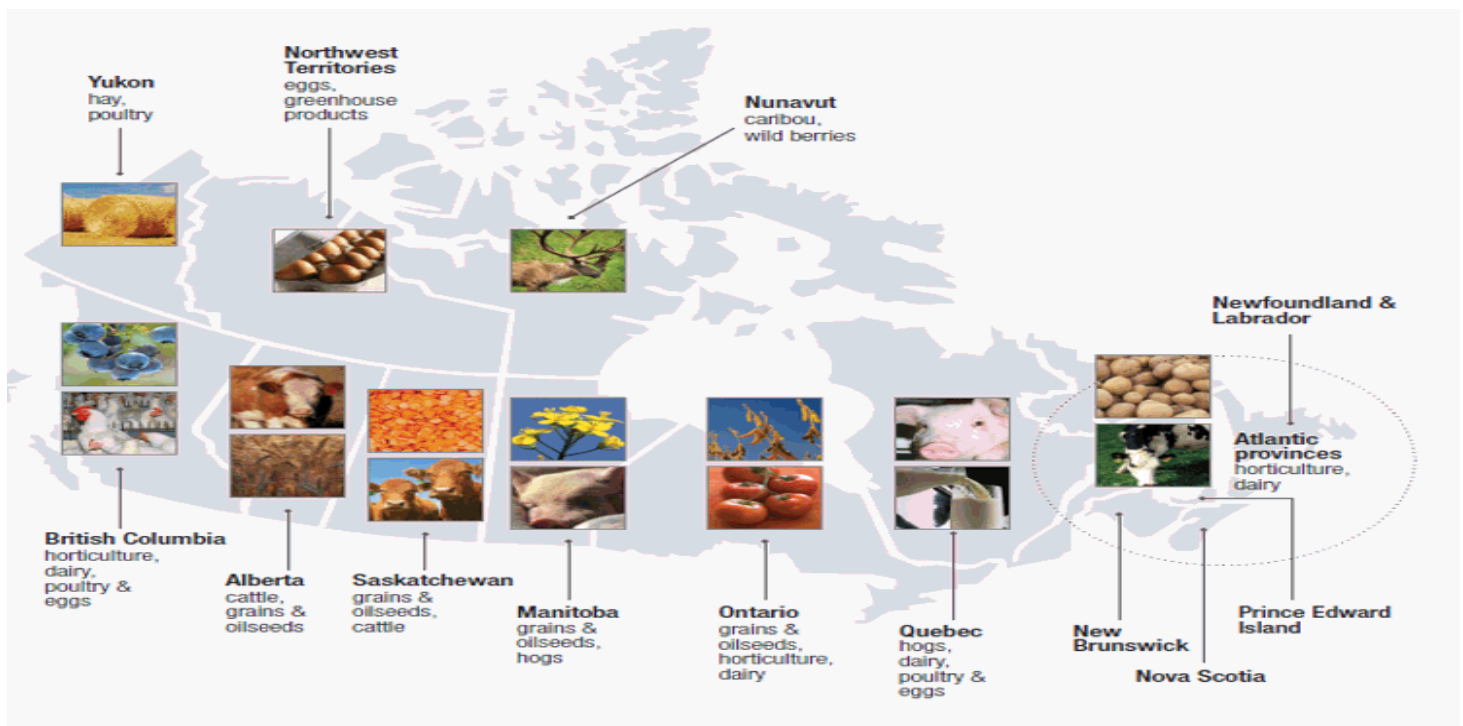 Yukon
hay,
poultry
Northwest
Territories
eggs,
greenhouse
products
Nunavut
caribou,
wild berries
Newfoundland &
Labrador
Atlantic
provinces
horticulture,
dairy
British Columbia
horticulture,
dairy,
poultry &
eggs
Alberta
cattle,
grains &
oilseeds
Saskatchewan
grains &
oilseeds,
cattle
Manitoba
grains &
oilseeds,
hogs
Ontario
grains &
oilseeds,
horticulture,
dairy
Quebec
hogs,
dairy,
poultry &
eggs
New
Brunswick
Nova Scotia
Prince Edward
Island